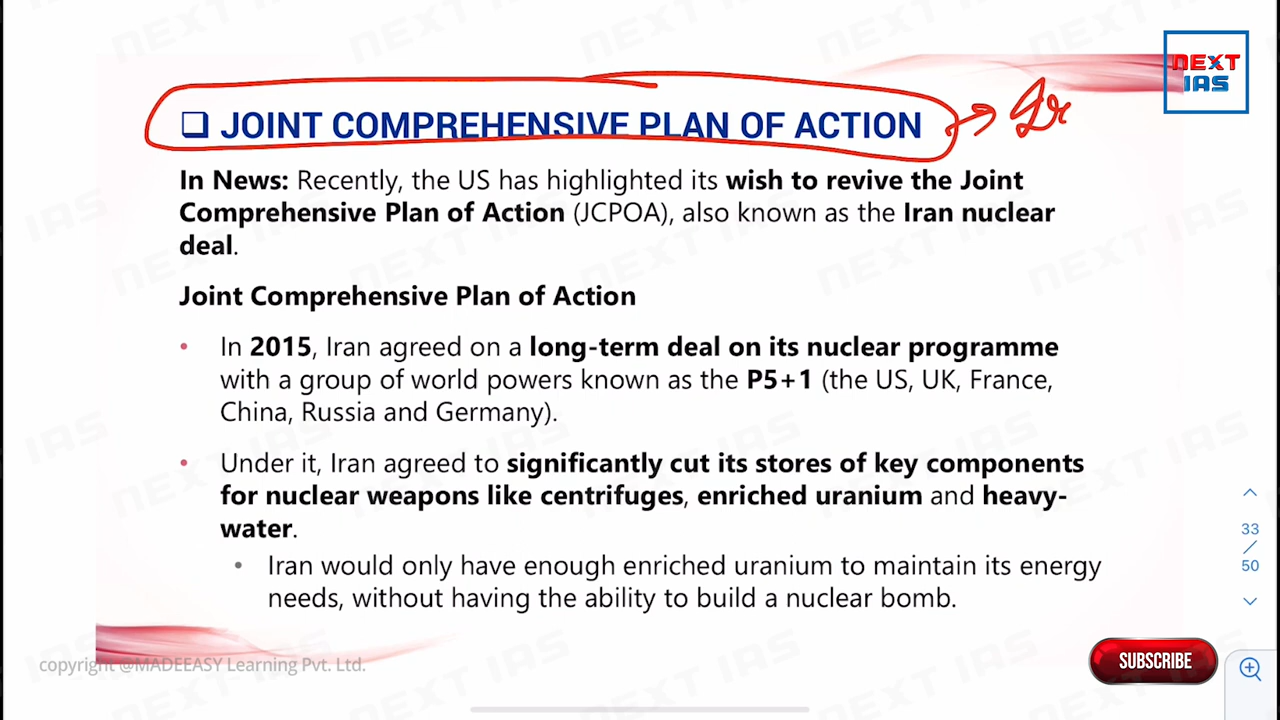 NEXT
IAS
❑ JOINT COMPREHENSIVE PLAN OF ACTION
In News: Recently, the US has highlighted its wish to revive the Joint
Comprehensive Plan of Action (JCPOA), also known as the Iran nuclear
deal.
Joint Comprehensive Plan of Action
• In 2015, Iran agreed on a long-term deal on its nuclear programme
with a group of world powers known as the P5+1 (the US, UK, France,
China, Russia and Germany).
• Under it, Iran agreed to significantly cut its stores of key components
for nuclear weapons like centrifuges, enriched uranium and heavy-
water.
• Iran would only have enough enriched uranium to maintain its energy
needs, without having the ability to build a nuclear bomb.
33
/
50
copyright @MADEEASY Learning Pvt. Ltd.
SUBSCRIBE